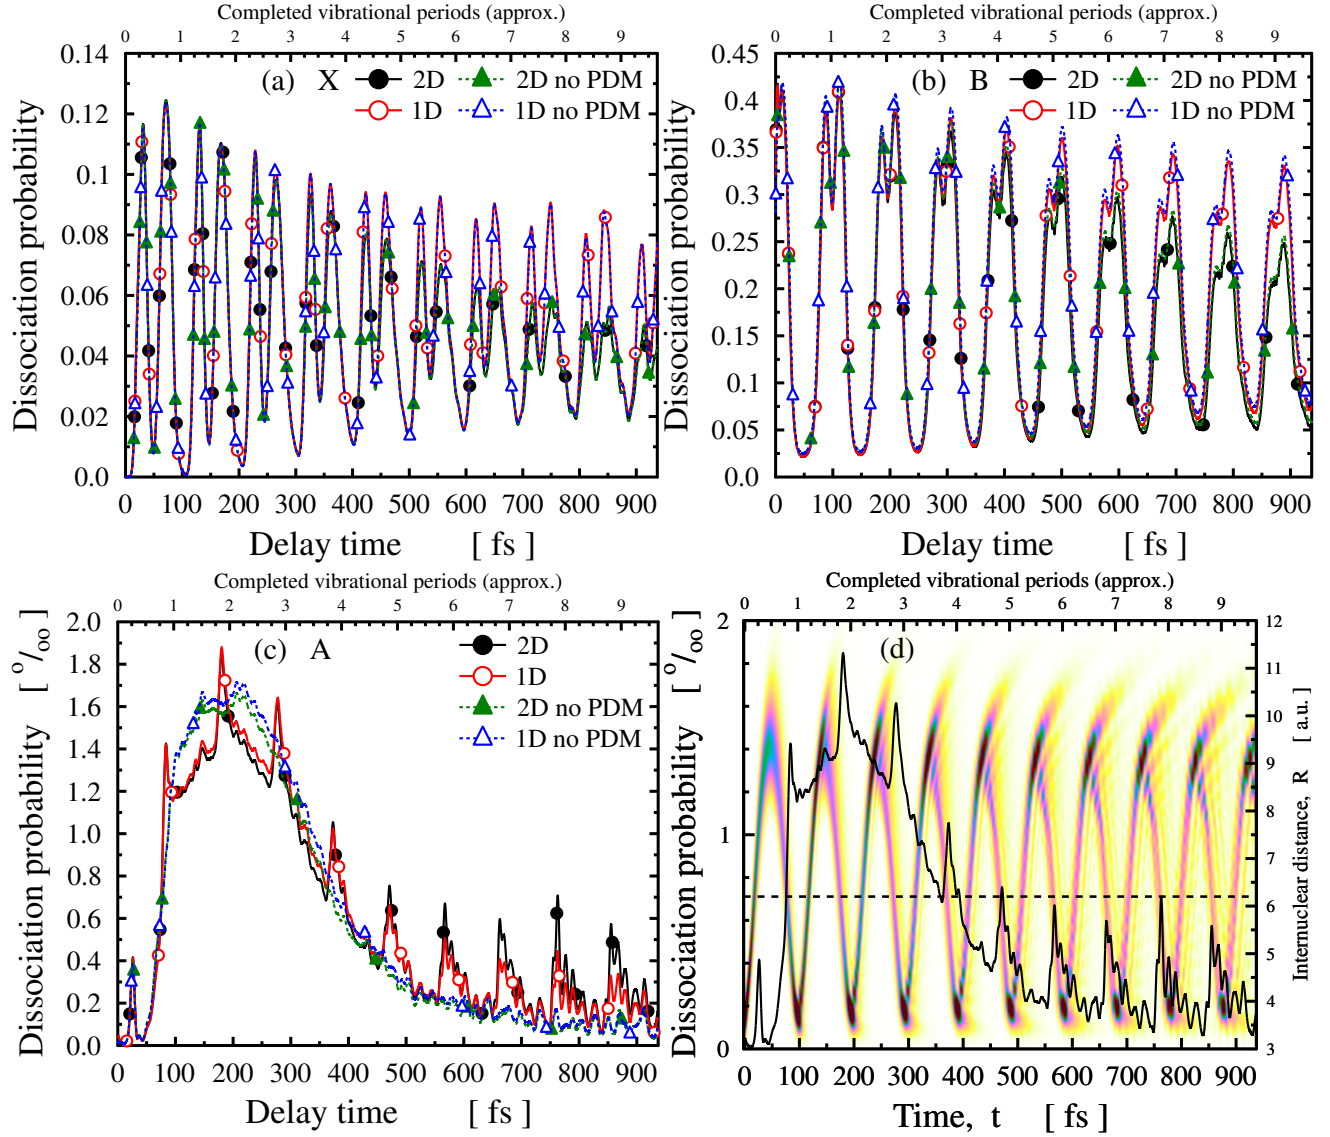 Completed vibrational periods (approx.)
0 1 2 3 4 5 6 7 8 9
0.14
0.12
0.1
0.08
0.06
0.04
0.02
0.0
Dissociation probability
(a) X
2D
1D
2D no PDM
1D no PDM
0 100 200 300 400 500 600 700 800 900
Delay time [ fs ]
Completed vibrational periods (approx.)
0 1 2 3 4 5 6 7 8 9
0.45
0.4
0.35
0.3
0.25
0.2
0.15
0.1
0.05
0.0
Dissociation probability
(b) B
2D
1D
2D no PDM
1D no PDM
0 100 200 300 400 500 600 700 800 900
Delay time [ fs ]
Completed vibrational periods (approx.)
0 1 2 3 4 5 6 7 8 9
2.0
1.8
1.6
1.4
1.2
1.0
0.8
0.6
0.4
0.2
0.0
Dissociation probability [ o/oo ]
(c) A
2D
1D
2D no PDM
1D no PDM
0 100 200 300 400 500 600 700 800 900
Delay time [ fs ]
Completed vibrational periods (approx.)
0 1 2 3 4 5 6 7 8 9
2
1
0
Dissociation probability [ o/oo ]
(d)
12
11
10
9
8
7
6
5
4
3
Internuclear distance, R [ a.u. ]
0 100 200 300 400 500 600 700 800 900
Time, t [ fs ]